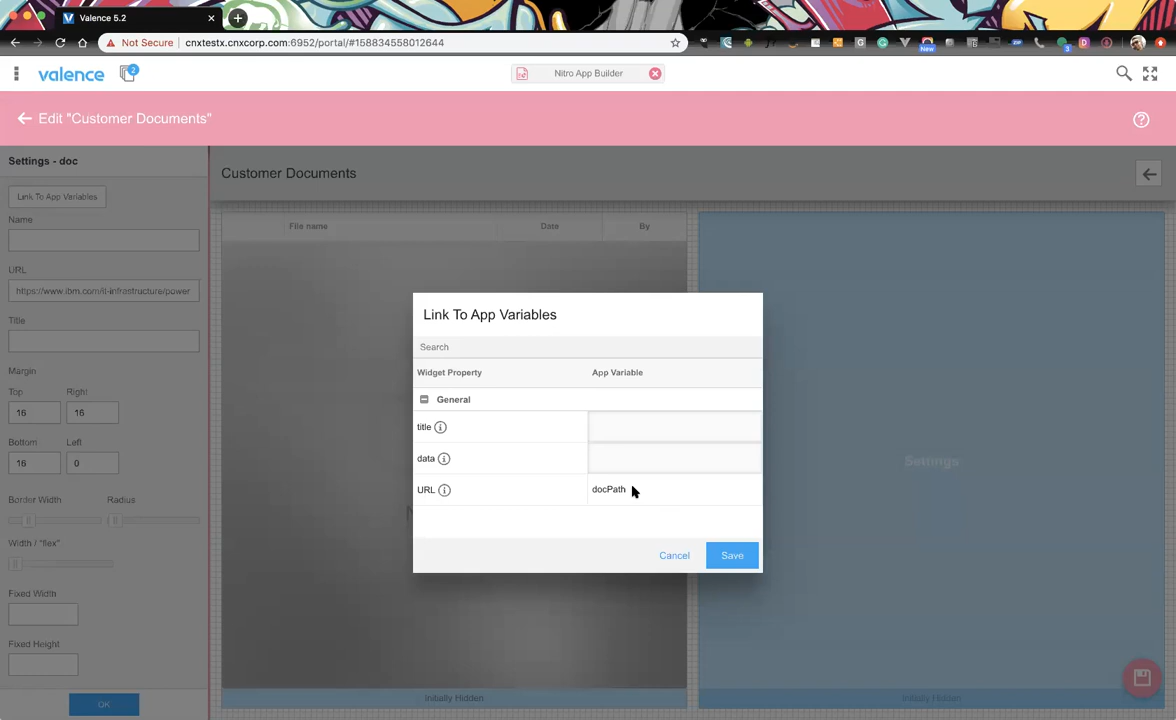 Valence 5.2
Not Secure cnxtestx.cnxcorp.com:6952/portal/#158834558012644
New
3
valence 2
Nitro App Builder
Edit "Customer Documents"
Settings - doc
Customer Documents
Link To App Variables
Name
File name Date By
URL
https://www.ibm.com/it-infrastructure/power
Title
Margin
Top Right
16 16
Bottom Left
16 0
Border Width Radius
Width / "flex"
Fixed Width
Fixed Height
OK
Link To App Variables
Search
Widget Property App Variable
General
title
data
URL docPath
Cancel Save
Settings
Initially Hidden Initially Hidden